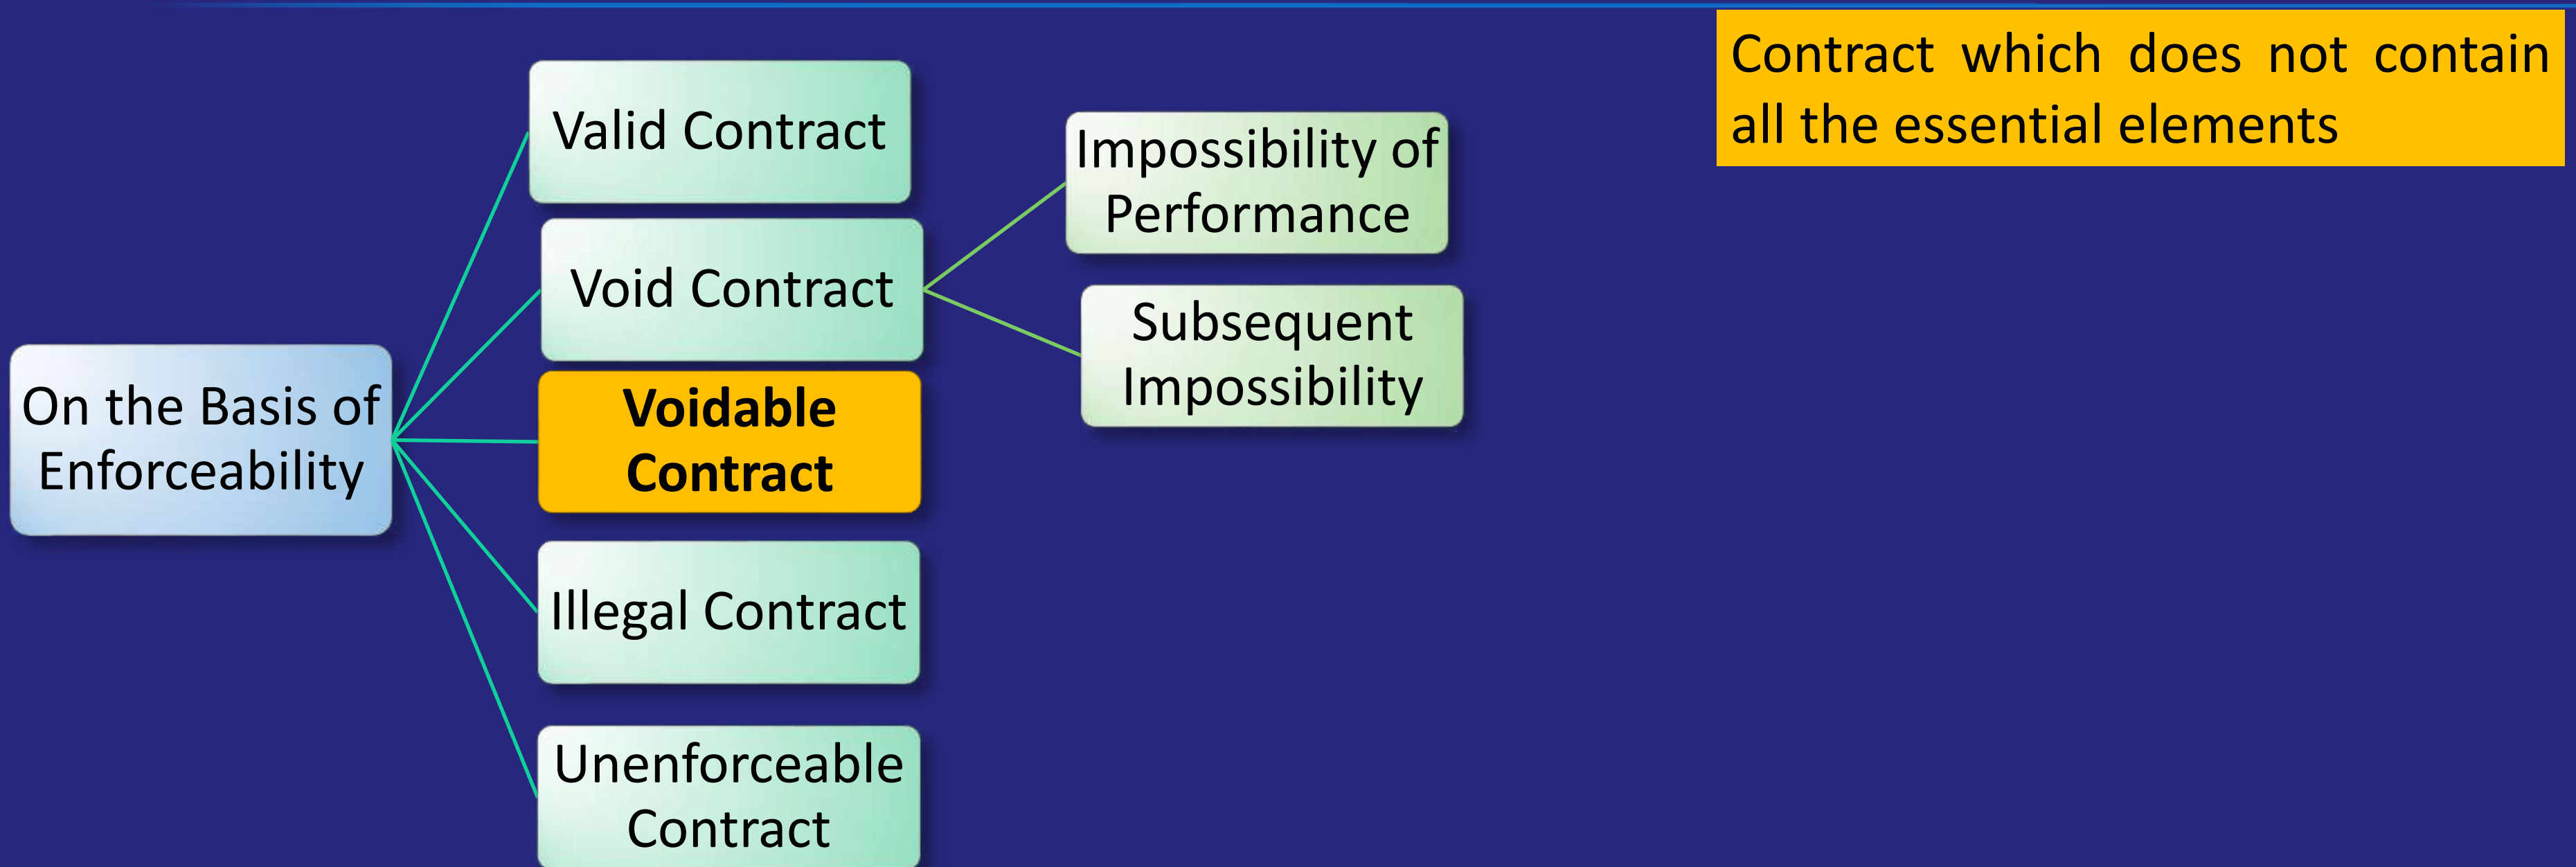 Contract which does not contain
all the essential elements
Valid Contract
Impossibility of
Performance
Void Contract
Subsequent
Impossibility
On the Basis of
Enforceability
Voidable
Contract
Illegal Contract
Unenforceable
Contract